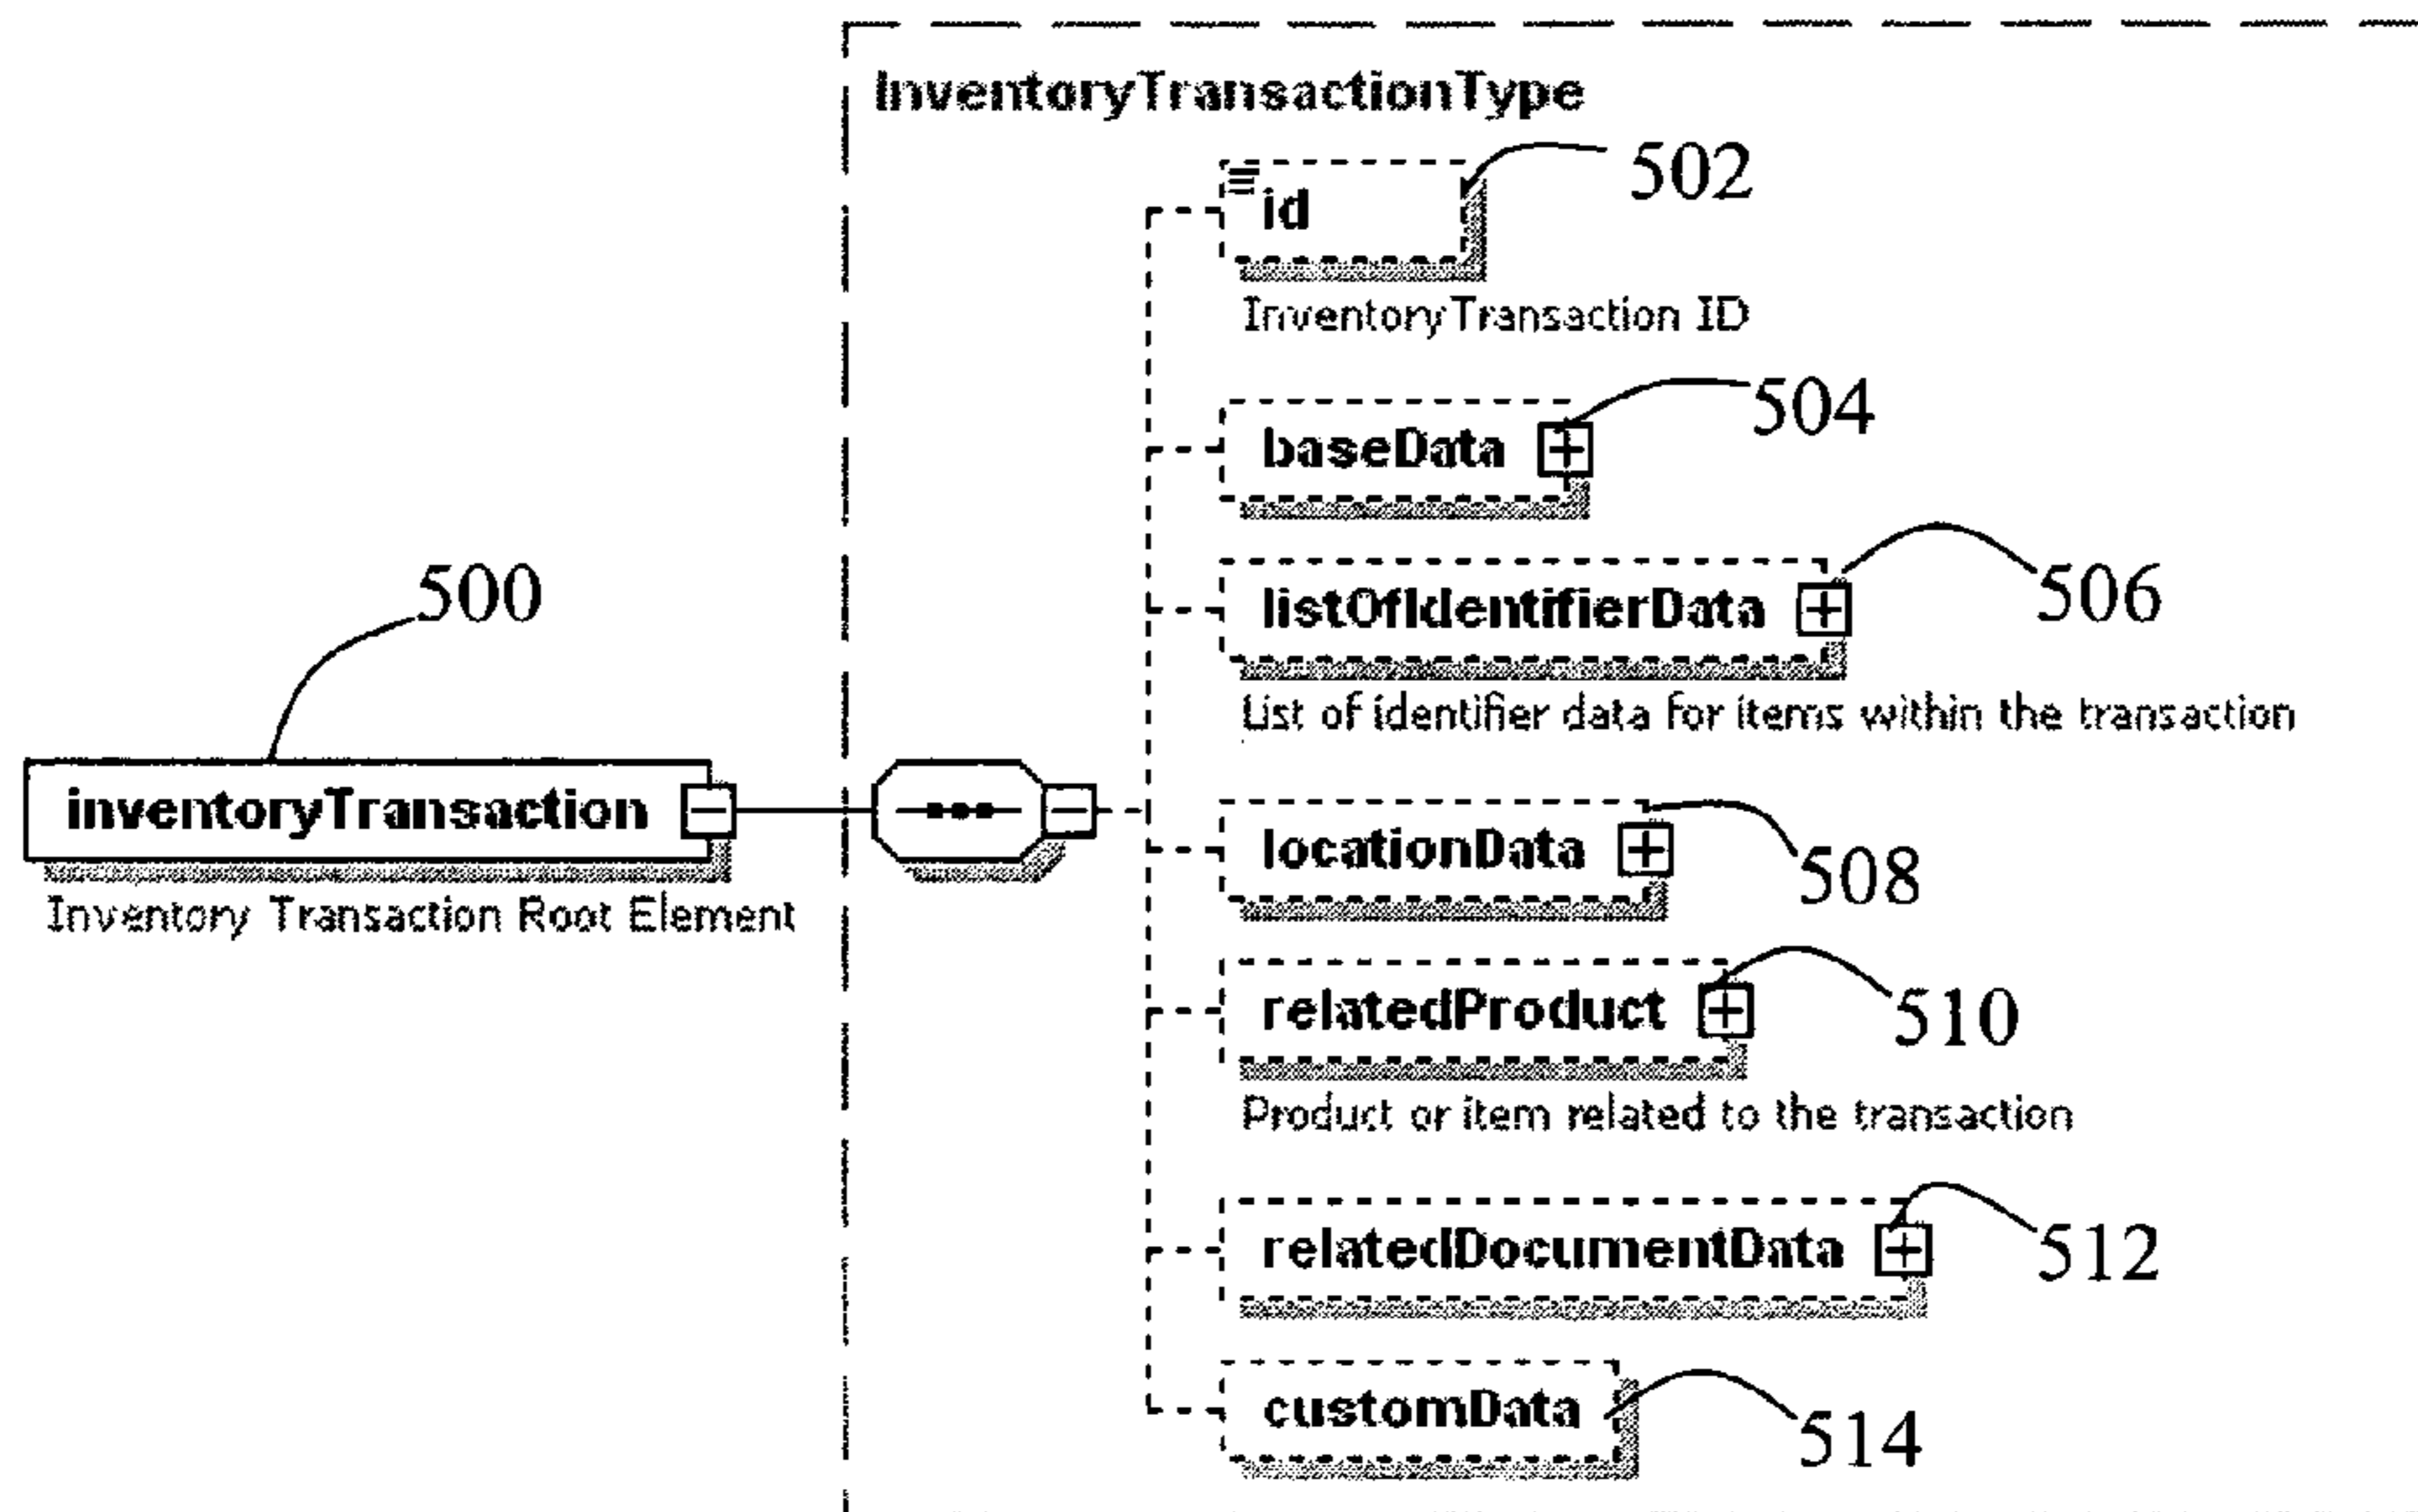 InventoryTransactionType
502
id
InventoryTransaction ID
504
baseData
506
listOfIdentifierData
List of identifier data for items within the transaction
500
inventoryTransaction
Inventory Transaction Root Element
508
locationData
510
relatedProduct
Product or item related to the transaction
512
relatedDocumentData
customData
514